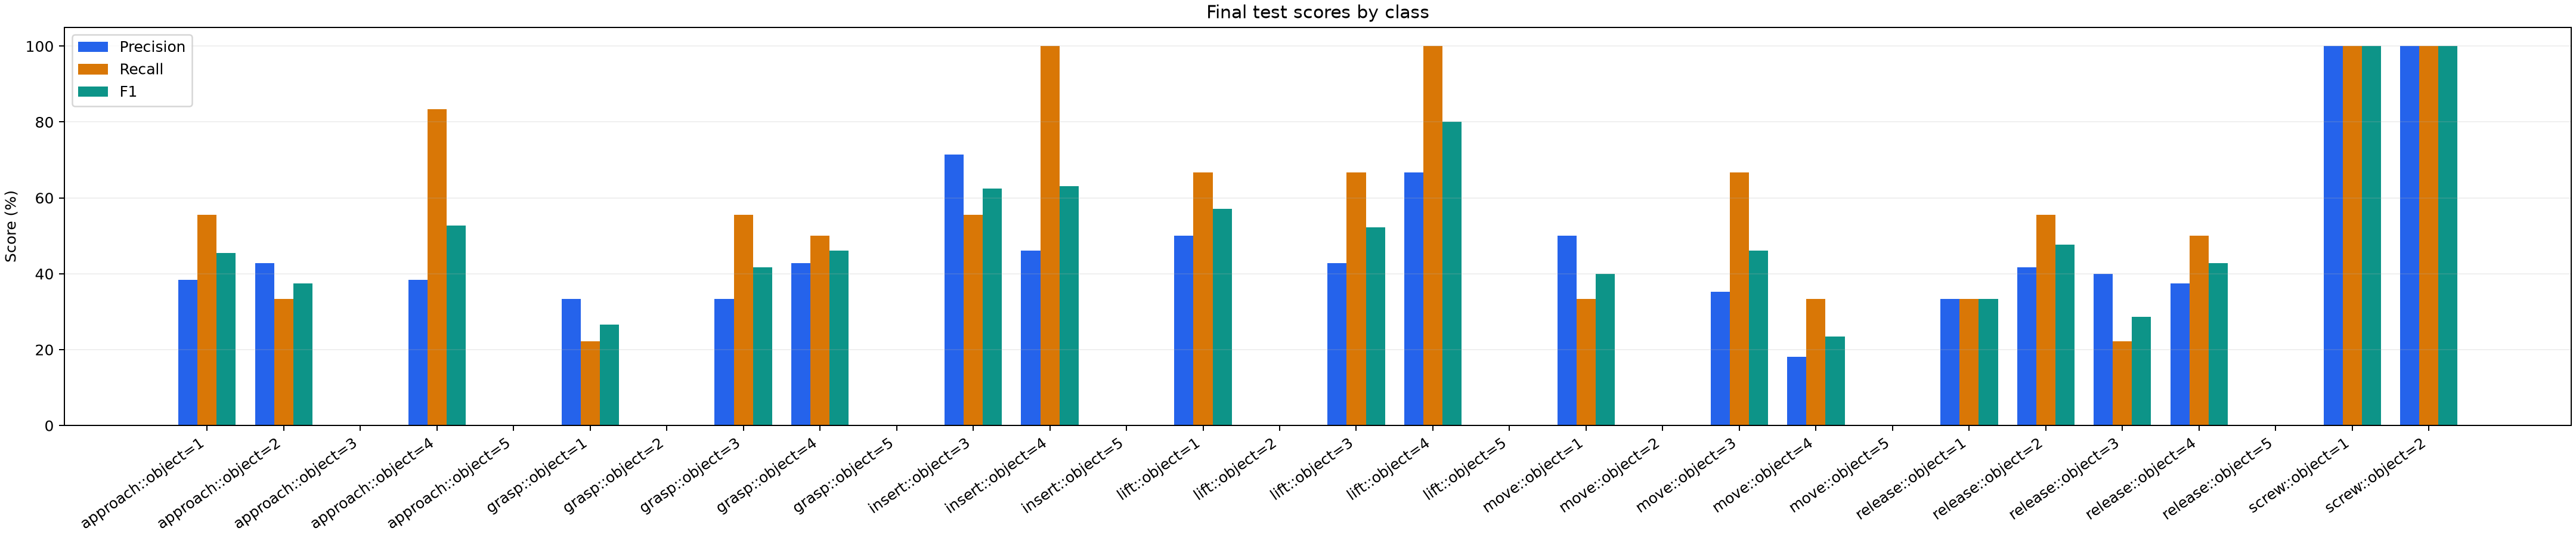 Final test scores by class
Precision
Recall
F1
Score (%)
100
80
60
40
20
0
approach::object=1
approach::object=2
approach::object=3
approach::object=4
approach::object=5
grasp::object=1
grasp::object=2
grasp::object=3
grasp::object=4
grasp::object=5
insert::object=3
insert::object=4
insert::object=5
lift::object=1
lift::object=2
lift::object=3
lift::object=4
lift::object=5
move::object=1
move::object=2
move::object=3
move::object=4
move::object=5
release::object=1
release::object=2
release::object=3
release::object=4
release::object=5
screw::object=1
screw::object=2